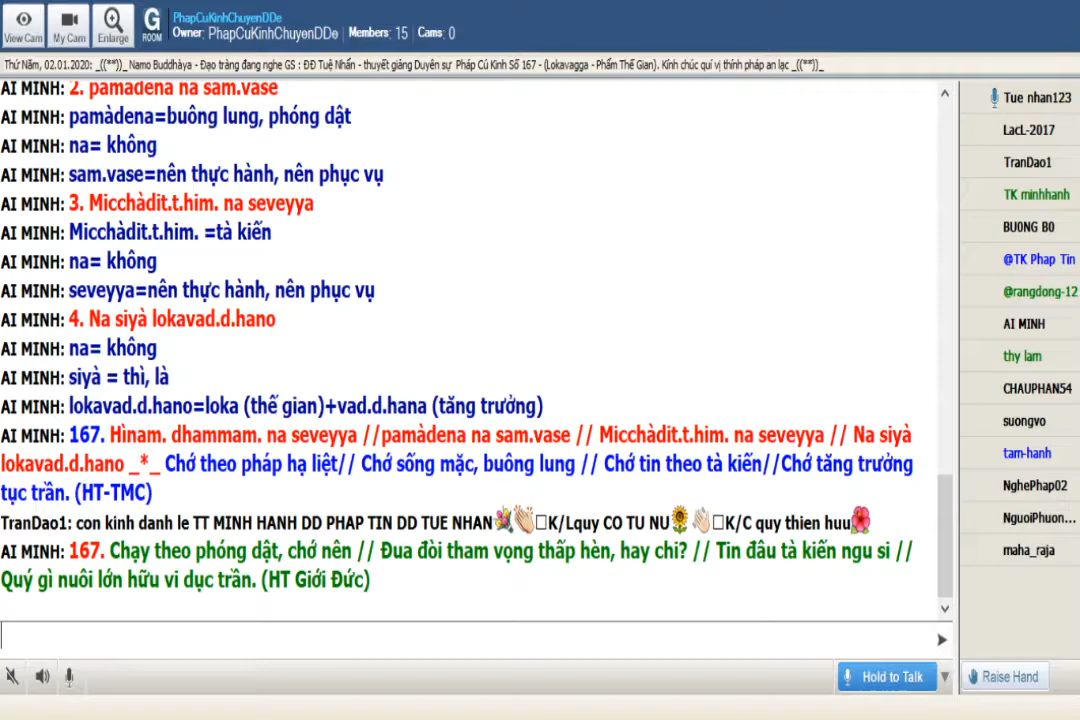 View Cam
My Cam
Enlarge
G
ROOM
PhapCuKinhChuyenDDe
Owner: PhapCuKinhChuyenDDe Members: 15 Cams: 0
Thứ Năm, 02.01.2020: _((**))_ Namo Buddhàya - Đạo tràng đang nghe GS : ĐĐ Tuệ Nhẩn - thuyết giảng Duyên sự Pháp Cú Kinh Số 167 - (Lokavagga - Phẩm Thế Gian). Kính chúc quí vị thính pháp an lạc _((**))_
AI MINH: 2. pamàdena na sam.vase
AI MINH: pamàdena=buông lung, phóng dật
AI MINH: na= không
AI MINH: sam.vase=nên thực hành, nên phục vụ
AI MINH: 3. Micchàdit.t.him. na seveyya
AI MINH: Micchàdit.t.him. =tà kiến
AI MINH: na= không
AI MINH: seveyya=nên thực hành, nên phục vụ
AI MINH: 4. Na siyà lokavad.d.hano
AI MINH: na= không
AI MINH: siyà = thì, là
AI MINH: lokavad.d.hano=loka (thế gian)+vad.d.hana (tăng trưởng)
AI MINH: 167. Hìnam. dhammam. na seveyya //pamàdena na sam.vase // Micchàdit.t.him. na seveyya // Na siyà
lokavad.d.hano _*_ Chớ theo pháp hạ liệt// Chớ sống mặc, buông lung // Chớ tin theo tà kiến//Chớ tăng trưởng
tục trần. (HT-TMC)
TranDao1: con kinh danh le TT MINH HANH DD PHAP TIN DD TUE NHAN💐👏□K/Lquy CO TU NU🌻👏□K/C quy thien huu🌺
AI MINH: 167. Chạy theo phóng dật, chớ nên // Đua đòi tham vọng thấp hèn, hay chi? // Tin đâu tà kiến ngu si //
Quý gì nuôi lớn hữu vi dục trần. (HT Giới Đức)
Hold to Talk
Tue nhan123
LacL-2017
TranDao1
TK minhhanh
BU0NG B0
@TK Phap Tin
@rangdong-12
AI MINH
thy lam
CHAUPHAN54
suongvo
tam-hanh
NghePhap02
NguoiPhuon...
maha_raja
Raise Hand